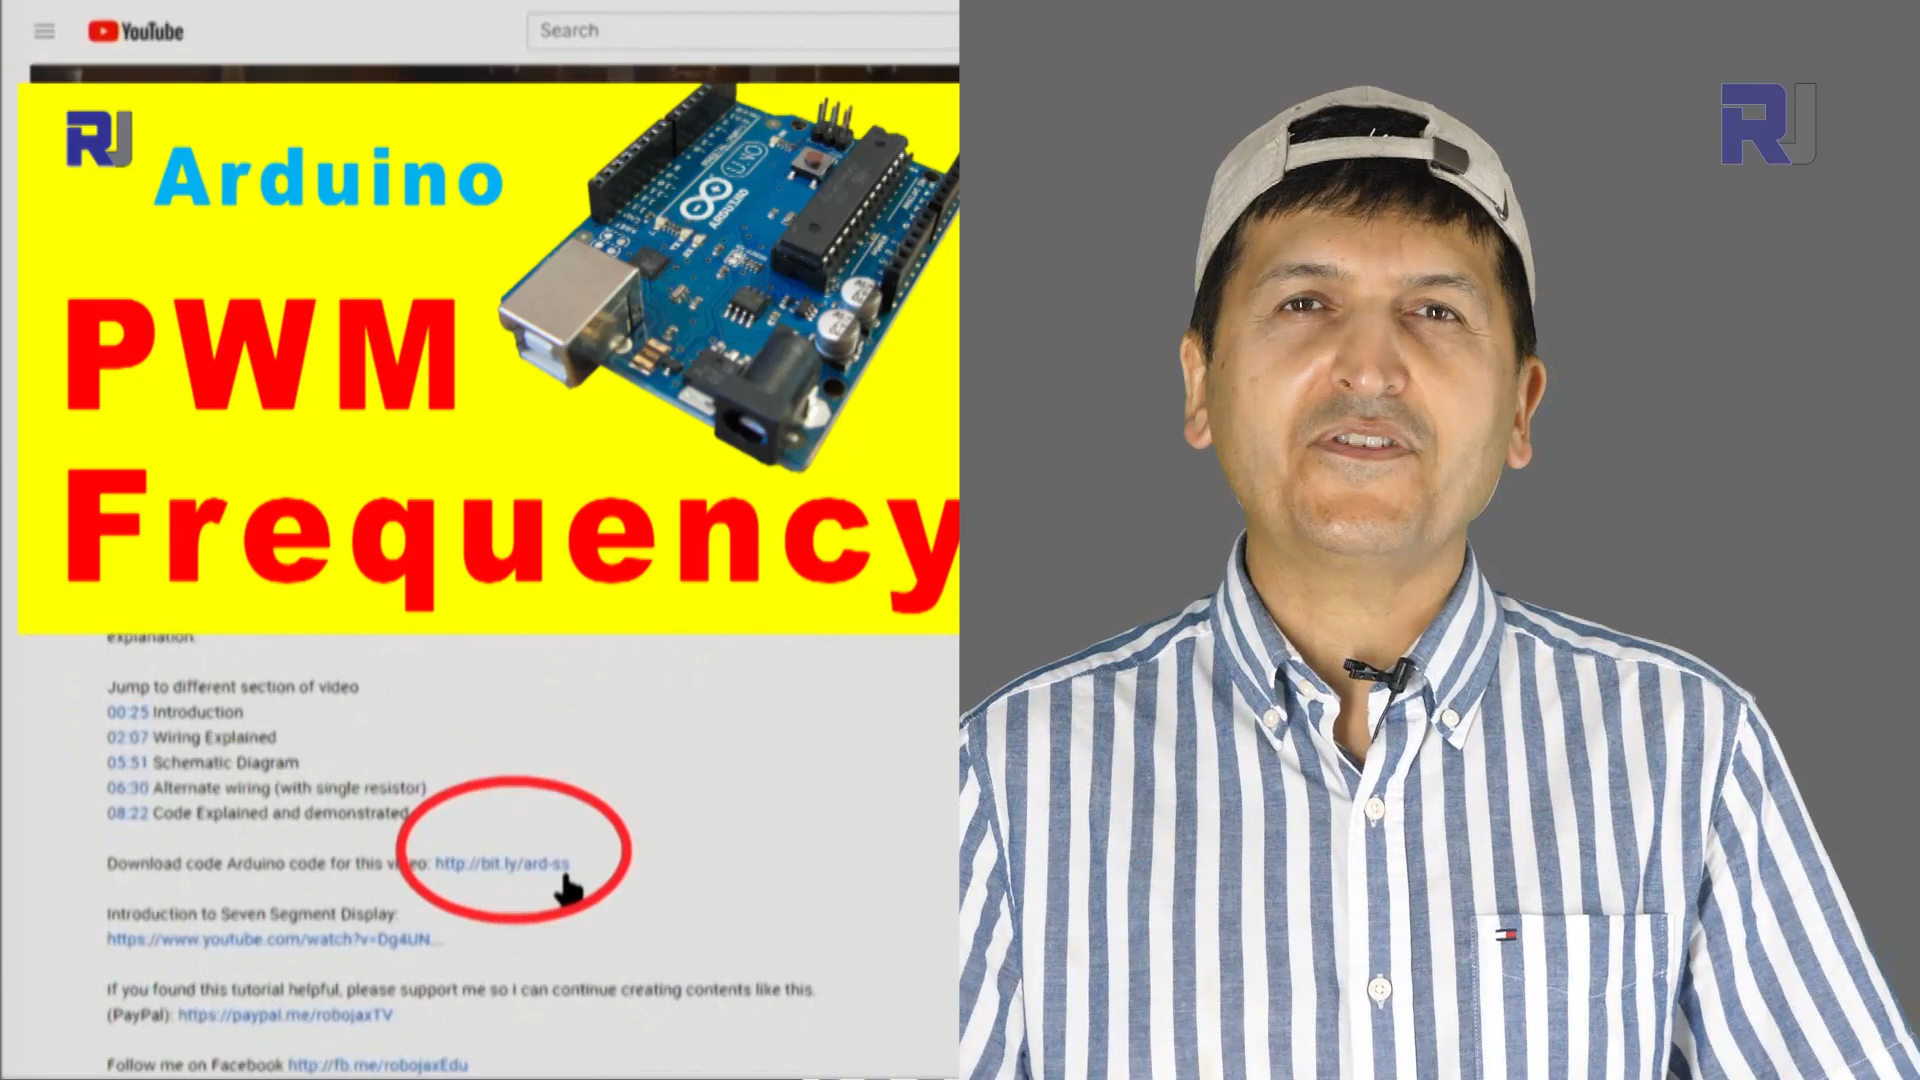 YouTube
Search
RJ
Arduino
PWM
Frequency
UNO
ARDUINO
RJ
explanation.
Jump to different section of video
00:25 Introduction
02:07 Wiring Explained
05:51 Schematic Diagram
06:30 Alternate wiring (with single resistor)
08:22 Code Explained and demonstrated
Download code Arduino code for this video: http://bit.ly/ard-ss
Introduction to Seven Segment Display:
https://www.youtube.com/watch?v=Dg4UN...
If you found this tutorial helpful, please support me so I can continue creating contents like this.
(PayPal): https://paypal.me/robojaxTV
Follow me on Facebook http://fb.me/robojaxEdu